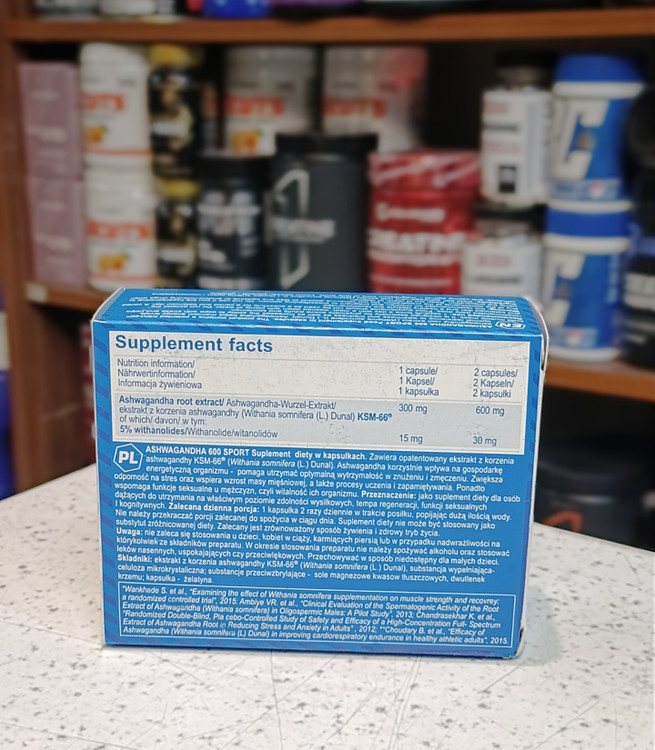 CREATINE
EN
Supplement facts
Nutrition information/ 1 capsule/ 2 capsules/
Nährwertinformation/ 1 Kapsel/ 2 Kapseln/
Informacja żywieniowa 1 kapsułka 2 kapsułki
Ashwagandha root extract/ Ashwagandha-Wurzel-Extrakt/ 300 mg 600 mg
ekstrakt z korzenia ashwagandhy (Withania somnifera (L.) Dunal) KSM-66®
of which/ davon/ w tym:
5% withanolides/Withanolide/witanolidów 15 mg 30 mg
PL
ASHWAGANDHA 600 SPORT Suplement diety w kapsułkach. Zawiera opatentowany ekstrakt z korzenia
ashwagandhy KSM-66® (Withania somnifera (L.) Dunal). Ashwagandha korzystnie wpływa na gospodarkę
energetyczną organizmu - pomaga utrzymać optymalną wytrzymałość w znużeniu i zmęczeniu. Zwiększa
odporność na stres oraz wspiera wzrost masy mięśniowej, a także procesy uczenia i zapamiętywania. Ponadto
wspomaga funkcje seksualne u mężczyzn, czyli witalność ich organizmu. Przeznaczenie: jako suplement diety dla osób
dążących do utrzymania na właściwym poziomie zdolności wysiłkowych, tempa regeneracji, funkcji seksualnych
i kognitywnych. Zalecana dzienna porcja: 1 kapsułka 2 razy dziennie w trakcie posiłku, popijając dużą ilością wody.
Nie należy przekraczać porcji zalecanej do spożycia w ciągu dnia. Suplement diety nie może być stosowany jako
substytut zróżnicowanej diety. Zalecany jest zrównoważony sposób żywienia i zdrowy tryb życia.
Uwaga: nie zaleca się stosowania u dzieci, kobiet w ciąży, karmiących piersią lub w przypadku nadwrażliwości na
którykolwiek ze składników preparatu. W okresie stosowania preparatu nie należy spożywać alkoholu oraz stosować
leków nasennych, uspokajających czy przeciwlękowych. Przechowywać w sposób niedostępny dla małych dzieci.
Składniki: ekstrakt z korzenia ashwagandhy KSM-66® (Withania somnifera (L.) Dunal), substancja wypełniająca-
celuloza mikrokrystaliczna; substancje przeciwzbrylające - sole magnezowe kwasów tłuszczowych, dwutlenek
krzemu; kapsułka - żelatyna.
*Wankhede S. et al., "Examining the effect of Withania somnifera supplementation on muscle strength and recovery:
a randomized controlled trial", 2015; Ambiye VR. et al., "Clinical Evaluation of the Spermatogenic Activity of the Root
Extract of Ashwagandha (Withania somnifera) in Oligospermic Males: A Pilot Study", 2013; Chandrasekhar K. et al.,
"Randomized Double-Blind, Pla cebo-Controlled Study of Safety and Efficacy of a High-Concentration Full- Spectrum
Extract of Ashwagandha Root in Reducing Stress and Anxiety in Adults" , 2012; **Choudary B. et al., "Efficacy of
Ashwagandha (Withania somnifera (L) Dunal) in improving cardiorespiratory endurance in healthy athletic adults", 2015.